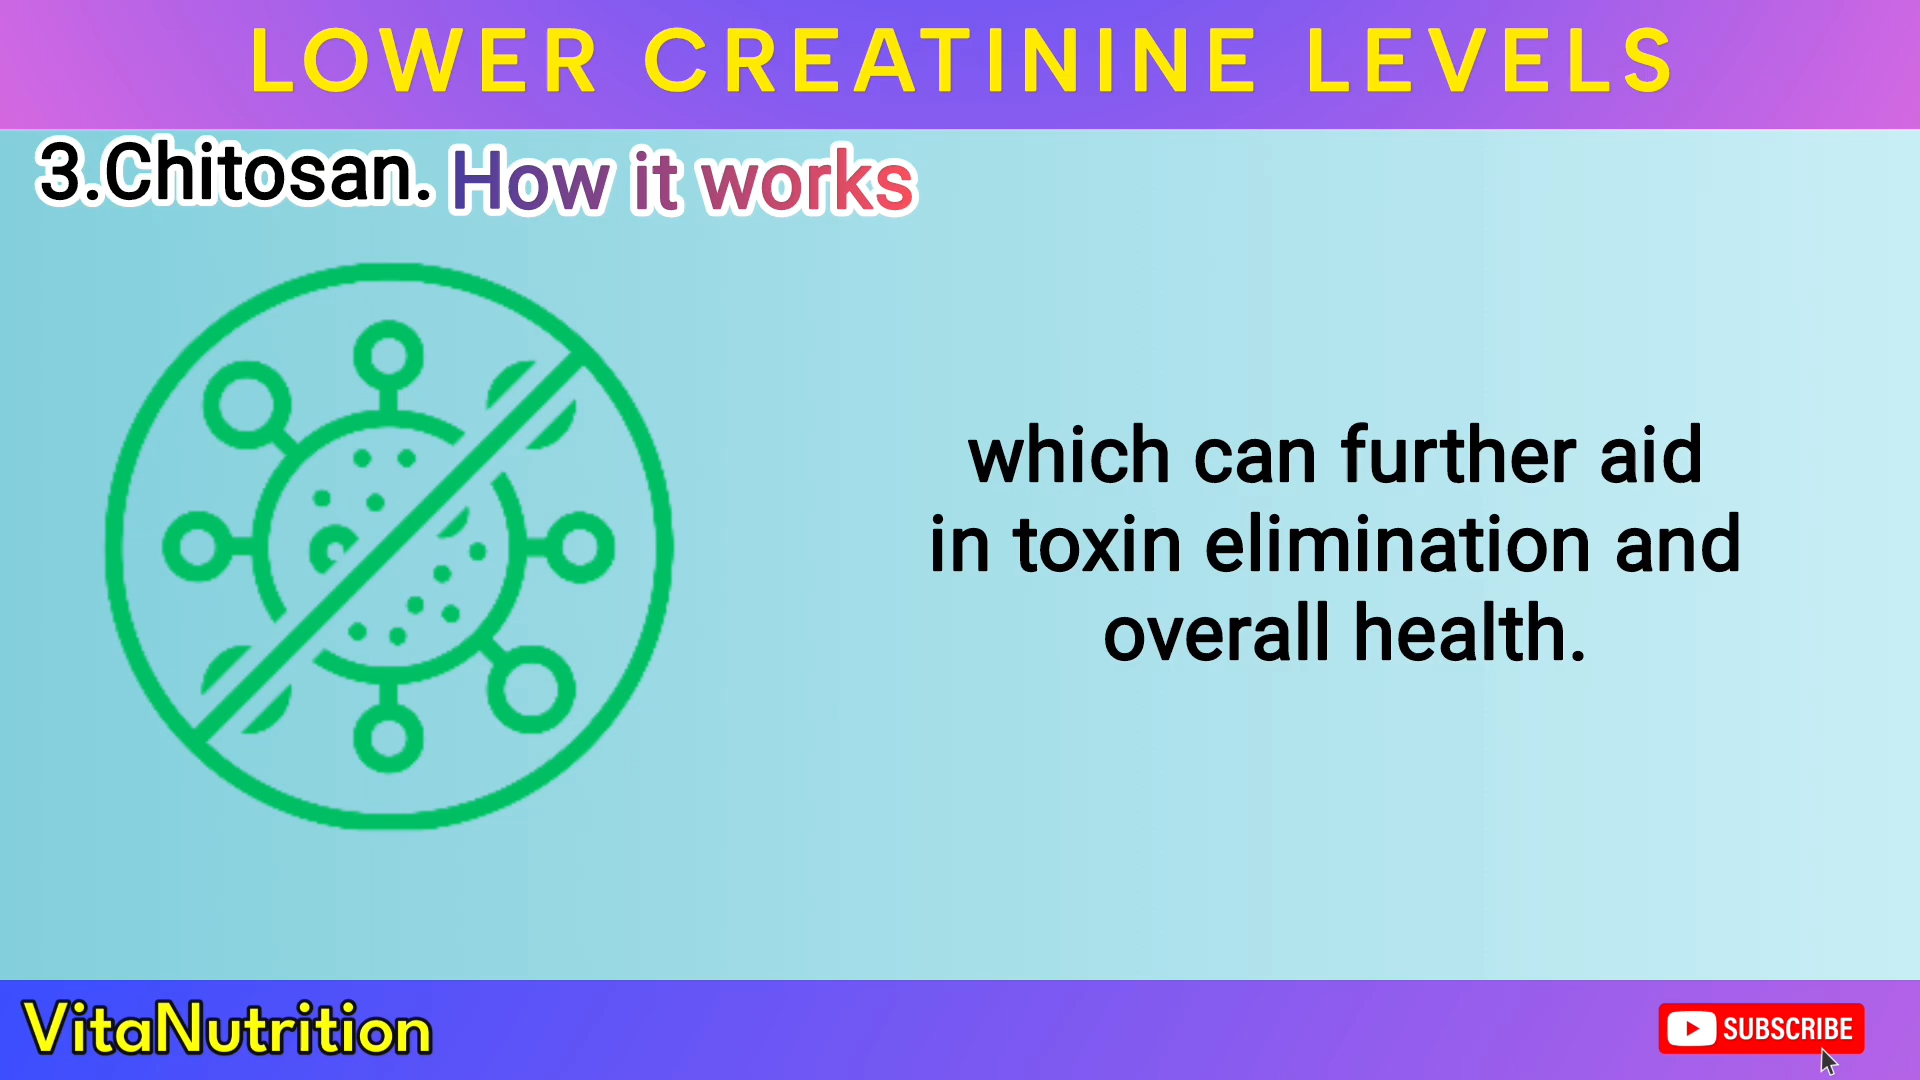 LOWER CREATININE LEVELS
3.Chitosan. How it works
which can further aid
in toxin elimination and
overall health.
VitaNutrition
SUBSCRIBE